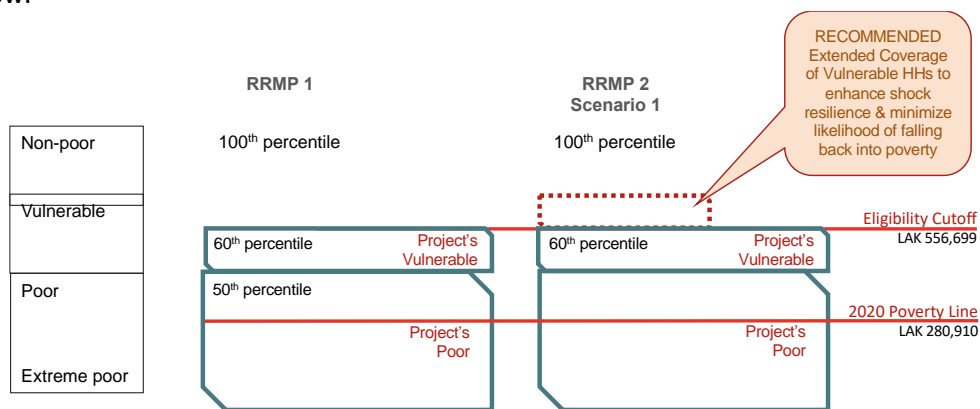 RECOMMENDED
Extended Coverage
of Vulnerable HHs to
enhance shock
resilience & minimize
likelihood of falling
back into poverty
RRMP 1
RRMP 2
Scenario 1
Non-poor
100th percentile
100th percentile
Vulnerable
Eligibility Cutoff
LAK 556,699
60th percentile
Project's
Vulnerable
60th percentile
Project's
Vulnerable
Poor
50th percentile
2020 Poverty Line
LAK 280,910
Project's
Poor
Project's
Poor
Extreme poor